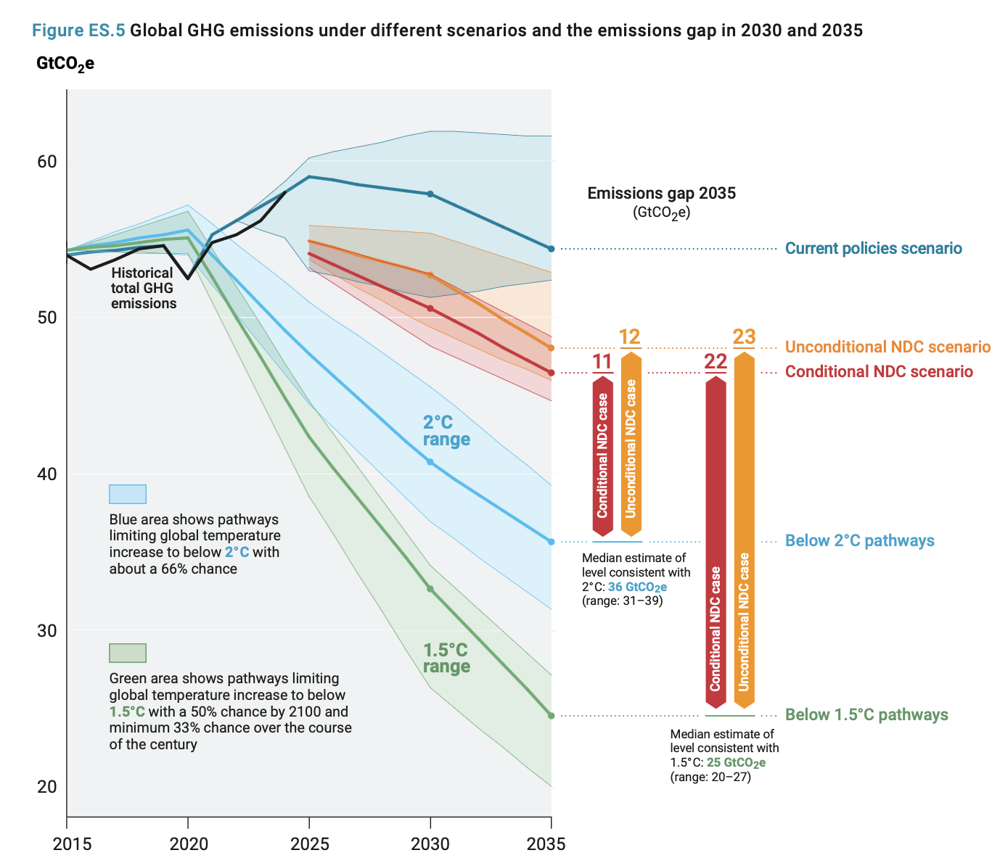 Figure ES.5 Global GHG emissions under different scenarios and the emissions gap in 2030 and 2035
GtCO₂e
60
50
40
30
20
2015
2020
2025
2030
2035
Historical
total GHG
emissions
2°C
range
1.5°C
range
Blue area shows pathways
limiting global temperature
increase to below 2°C with
about a 66% chance
Green area shows pathways limiting
global temperature increase to below
1.5°C with a 50% chance by 2100 and
minimum 33% chance over the course
of the century
Emissions gap 2035
(GtCO₂e)
Current policies scenario
Unconditional NDC scenario
Conditional NDC scenario
Below 2°C pathways
Below 1.5°C pathways
11
12
22
23
Conditional NDC case
Unconditional NDC case
Conditional NDC case
Unconditional NDC case
Median estimate of
level consistent with
2°C: 36 GtCO₂e
(range: 31–39)
Median estimate of
level consistent with
1.5°C: 25 GtCO₂e
(range: 20–27)